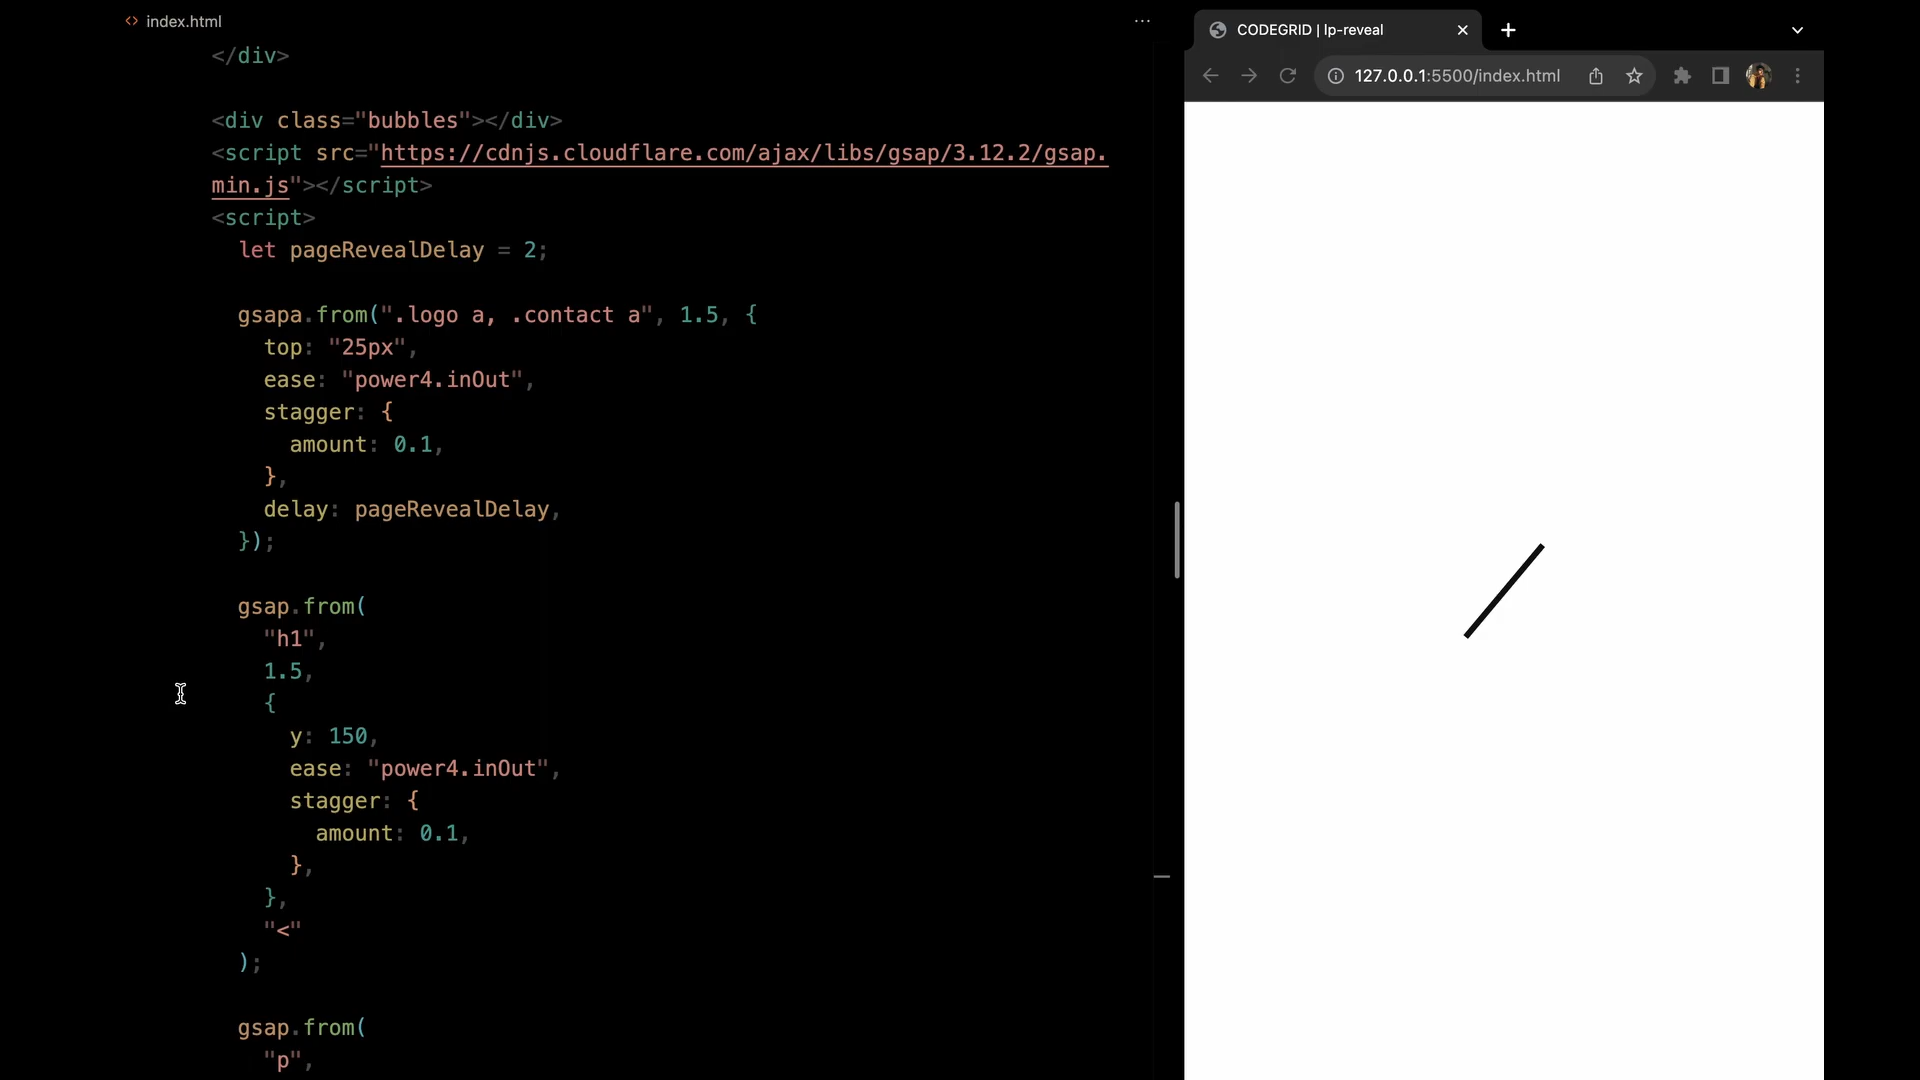 <> index.html
</div>
<div class="bubbles"></div>
<script src="https://cdnjs.cloudflare.com/ajax/libs/gsap/3.12.2/gsap.
min.js"></script>
<script>
let pageRevealDelay = 2;
gsapa.from(".logo a, .contact a", 1.5, {
top: "25px",
ease: "power4.inOut",
stagger: {
amount: 0.1,
},
delay: pageRevealDelay,
});
gsap.from(
"h1",
1.5,
{
y: 150,
ease: "power4.inOut",
stagger: {
amount: 0.1,
},
},
"<"
);
gsap.from(
"p",
CODEGRID | lp-reveal
127.0.0.1:5500/index.html